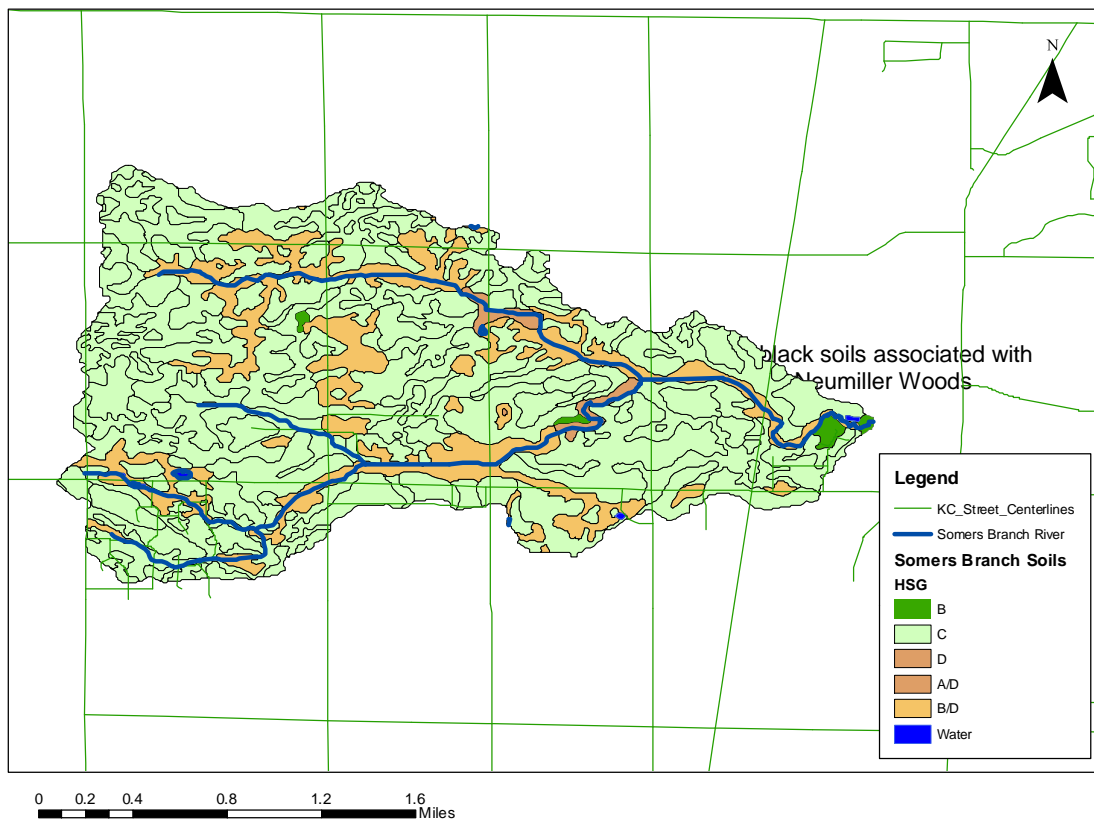 N
black soils associated with
Neumiller Woods
Legend
KC_Street_Centerlines
Somers Branch River
Somers Branch Soils
HSG
B
C
D
A/D
B/D
Water
0 0.2 0.4 0.8 1.2 1.6
Miles